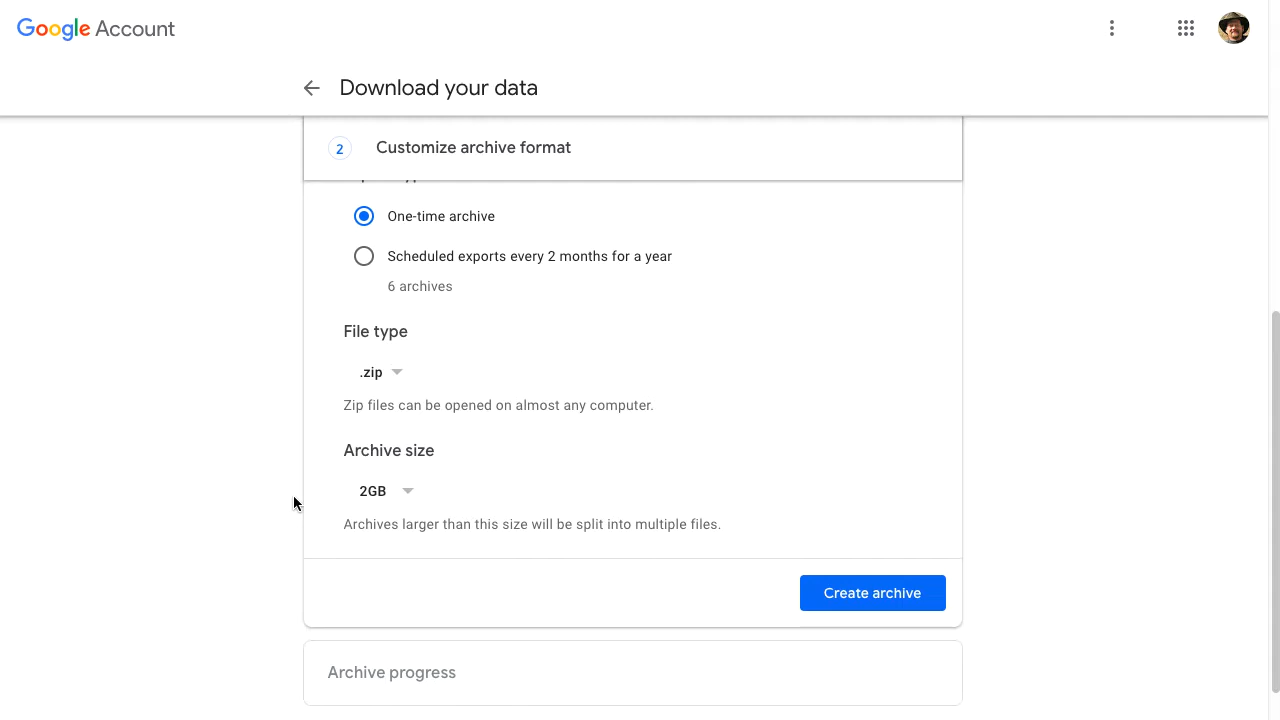 Google Account
Download your data
2
Customize archive format
One-time archive
Scheduled exports every 2 months for a year
6 archives
File type
.zip
Zip files can be opened on almost any computer.
Archive size
2GB
Archives larger than this size will be split into multiple files.
Create archive
Archive progress